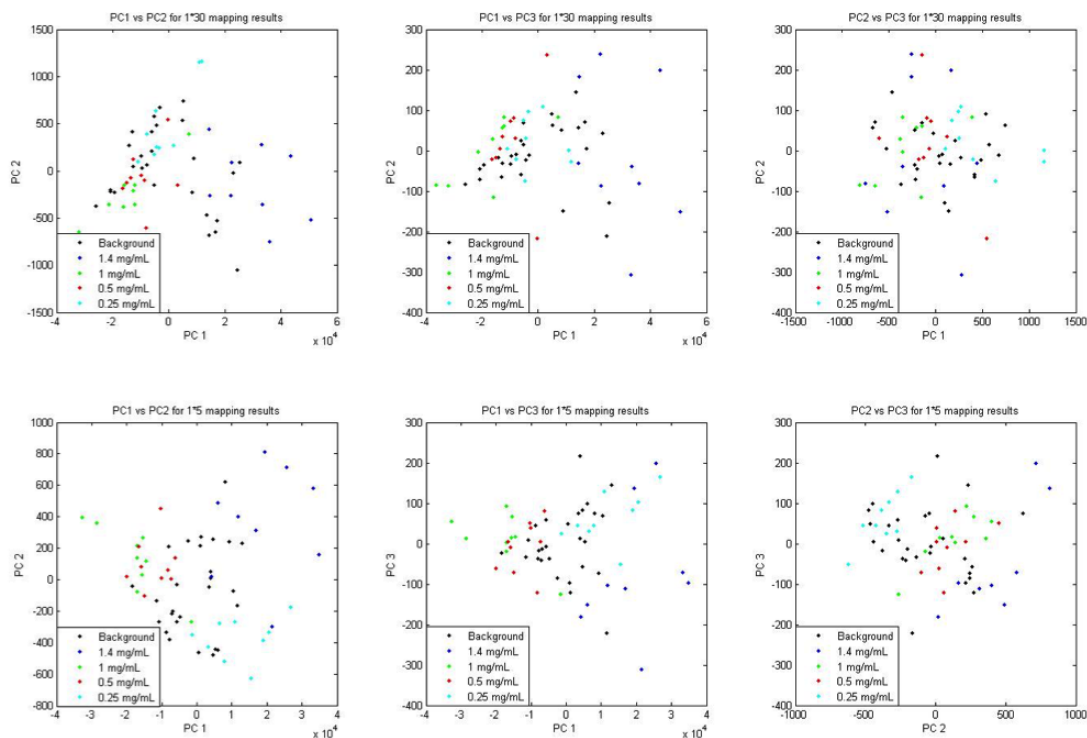 PC1 vs PC2 for 1*30 mapping results
1500
1000
500
0
-500
-1000
-1500
PC 2
Background
1.4 mg/mL
1 mg/mL
0.5 mg/mL
0.25 mg/mL
-4 -2 0 2 4 6
PC 1
x 10⁴
PC1 vs PC3 for 1*30 mapping results
300
200
100
0
-100
-200
-300
-400
PC 3
Background
1.4 mg/mL
1 mg/mL
0.5 mg/mL
0.25 mg/mL
-4 -2 0 2 4 6
PC 1
x 10⁴
PC2 vs PC3 for 1*30 mapping results
300
200
100
0
-100
-200
-300
-400
PC 3
Background
1.4 mg/mL
1 mg/mL
0.5 mg/mL
0.25 mg/mL
-1500 -1000 -500 0 500 1000 1500
PC 1
PC1 vs PC2 for 1*5 mapping results
1000
800
600
400
200
0
-200
-400
-600
-800
PC 2
Background
1.4 mg/mL
1 mg/mL
0.5 mg/mL
0.25 mg/mL
-4 -3 -2 -1 0 1 2 3 4
PC 1
x 10⁴
PC1 vs PC3 for 1*5 mapping results
300
200
100
0
-100
-200
-300
-400
PC 3
Background
1.4 mg/mL
1 mg/mL
0.5 mg/mL
0.25 mg/mL
-4 -3 -2 -1 0 1 2 3 4
PC 1
x 10⁴
PC2 vs PC3 for 1*5 mapping results
300
200
100
0
-100
-200
-300
-400
PC 3
Background
1.4 mg/mL
1 mg/mL
0.5 mg/mL
0.25 mg/mL
-1000 -500 0 500 1000
PC 2